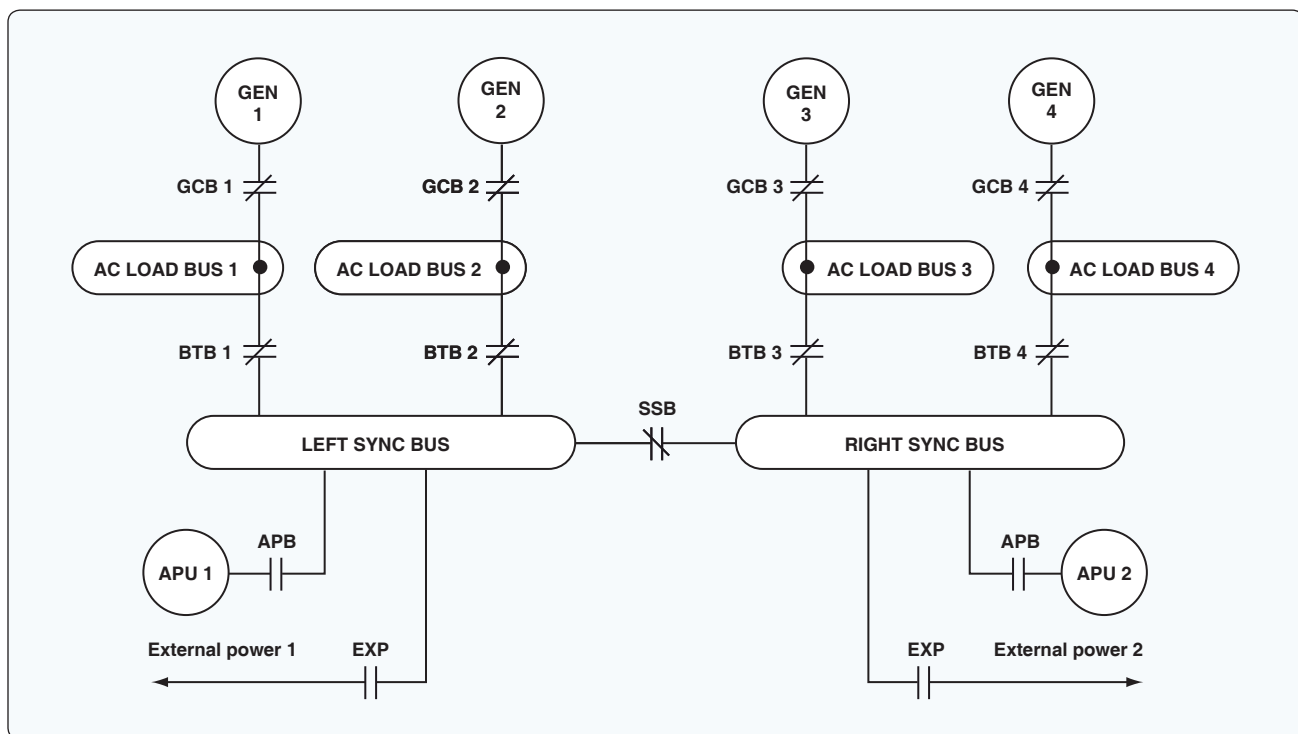 GEN
1
GEN
2
GEN
3
GEN
4
GCB 1
GCB 2
GCB 3
GCB 4
AC LOAD BUS 1
AC LOAD BUS 2
AC LOAD BUS 3
AC LOAD BUS 4
BTB 1
BTB 2
BTB 3
BTB 4
SSB
LEFT SYNC BUS
RIGHT SYNC BUS
APU 1
APB
APB
APU 2
External power 1
EXP
EXP
External power 2